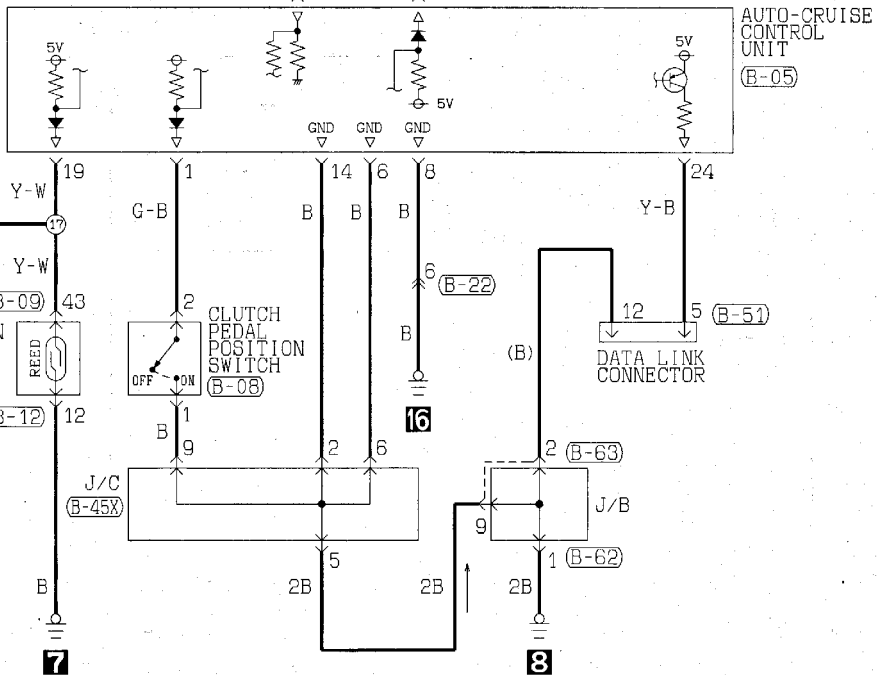 AUTO-CRUISE
CONTROL
UNIT
(B-05)
5V
5V
5V
GND GND GND
19 1 14 6 8 24
Y-W G-B B B B Y-B
17
Y-W
6 (B-22)
B-09) 43 2
CLUTCH
PEDAL
POSITION
SWITCH
(B-08)
N
REED
OFF ON
B
12 5 (B-51)
(B)
DATA LINK
CONNECTOR
B-12) 12 1
16
B
9 2 6
2 (B-63)
J/C
(B-45X)
J/B
9
5
1 (B-62)
B 2B 2B 2B
7 8